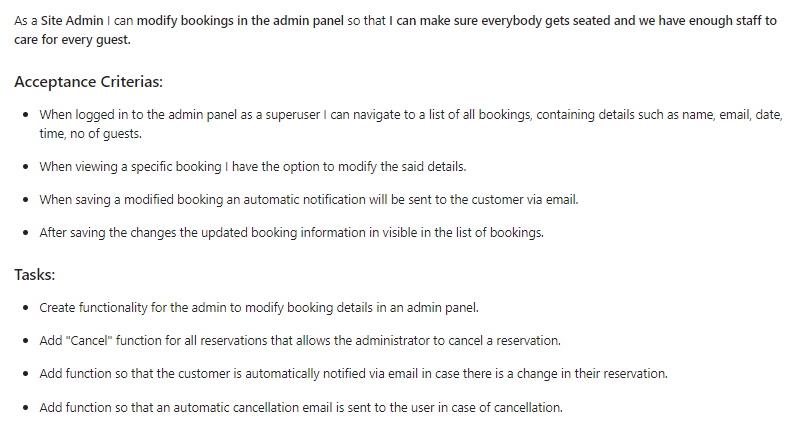 As a Site Admin I can modify bookings in the admin panel so that I can make sure everybody gets seated and we have enough staff to
care for every guest.
Acceptance Criterias:
• When logged in to the admin panel as a superuser I can navigate to a list of all bookings, containing details such as name, email, date,
time, no of guests.
• When viewing a specific booking I have the option to modify the said details.
• When saving a modified booking an automatic notification will be sent to the customer via email.
• After saving the changes the updated booking information in visible in the list of bookings.
Tasks:
• Create functionality for the admin to modify booking details in an admin panel.
• Add "Cancel" function for all reservations that allows the administrator to cancel a reservation.
• Add function so that the customer is automatically notified via email in case there is a change in their reservation.
• Add function so that an automatic cancellation email is sent to the user in case of cancellation.